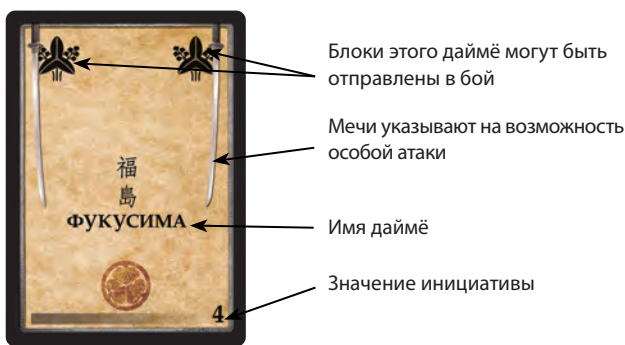 Блоки этого даймё могут быть
отправлены в бой
Мечи указывают на возможность
особой атаки
福
島
ФУКУСИМА
Имя даймё
Значение инициативы
4